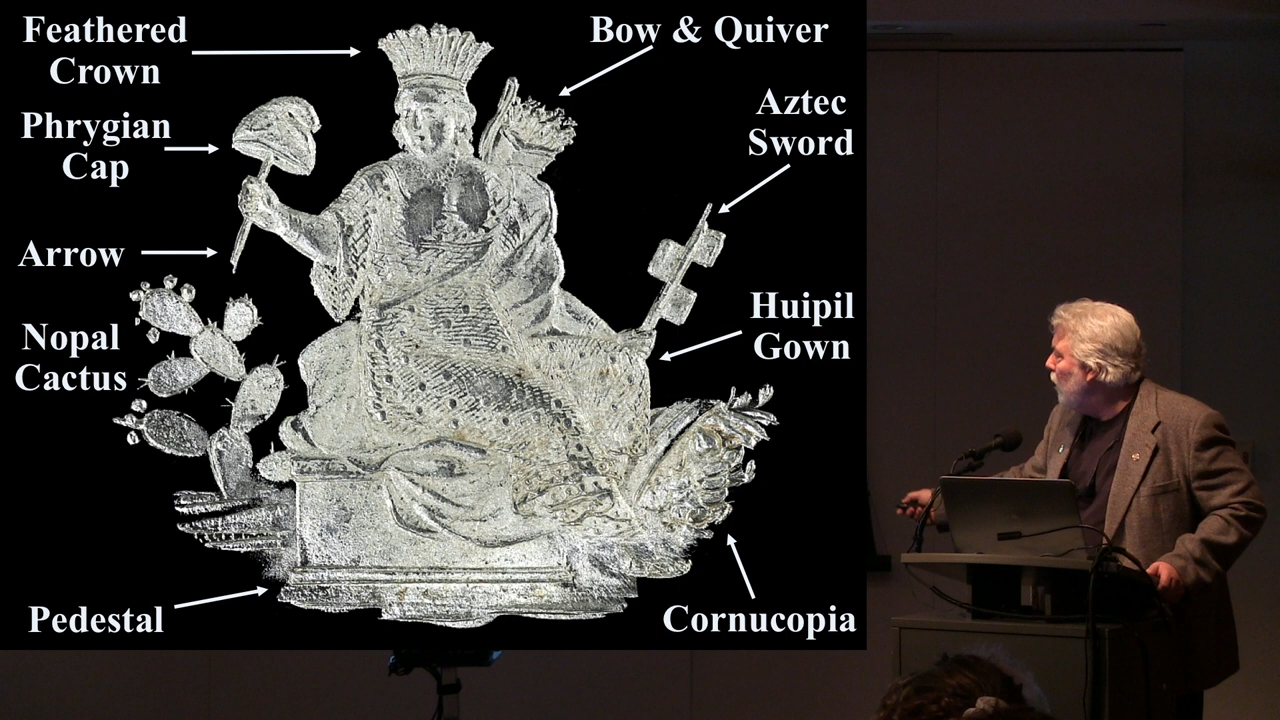 Feathered
Crown
Bow & Quiver
Phrygian
Cap
Aztec
Sword
Arrow
Nopal
Cactus
Huipil
Gown
Pedestal
Cornucopia